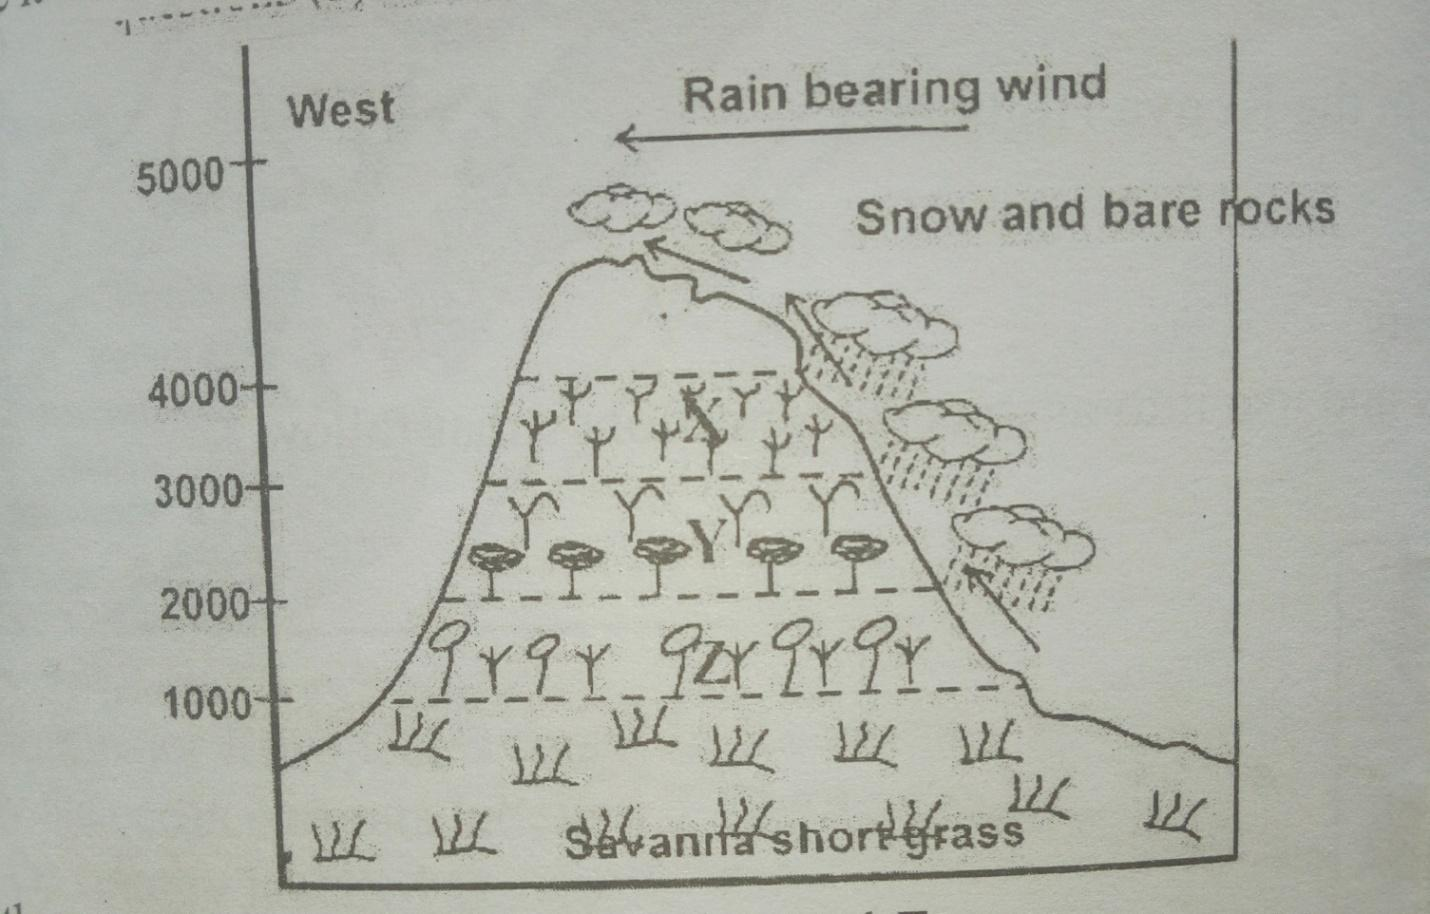 West
Rain bearing wind
5000
Snow and bare rocks
4000
X
3000
Y
2000
Z
1000
Savanna short grass